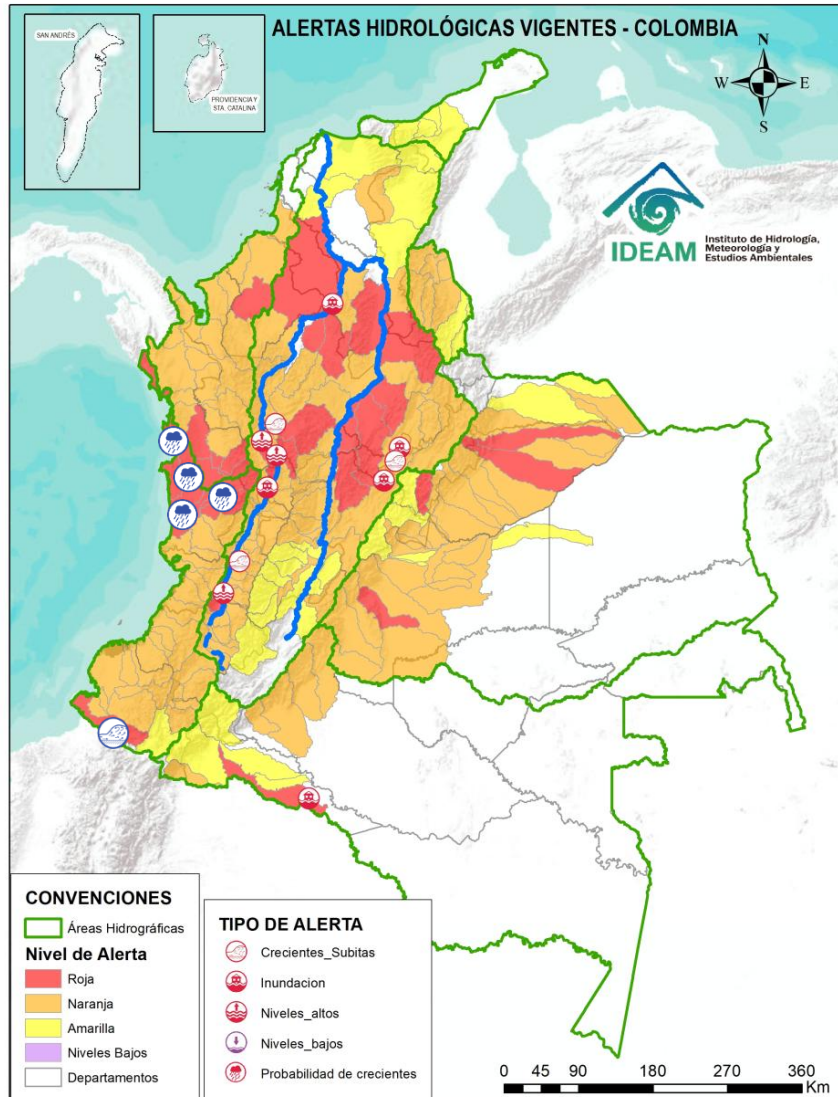 ALERTAS HIDROLÓGICAS VIGENTES - COLOMBIA
SAN ANDRÉS
PROVIDENCIA Y
STA. CATALINA
N
W
E
S
IDEAM
Instituto de Hidrología,
Meteorología y
Estudios Ambientales
CONVENCIONES
Áreas Hidrográficas
Nivel de Alerta
Roja
Naranja
Amarilla
Niveles Bajos
Departamentos
TIPO DE ALERTA
Crecientes_Subitas
Inundacion
Niveles_altos
Niveles_bajos
Probabilidad de crecientes
0 45 90 180 270 360
Km